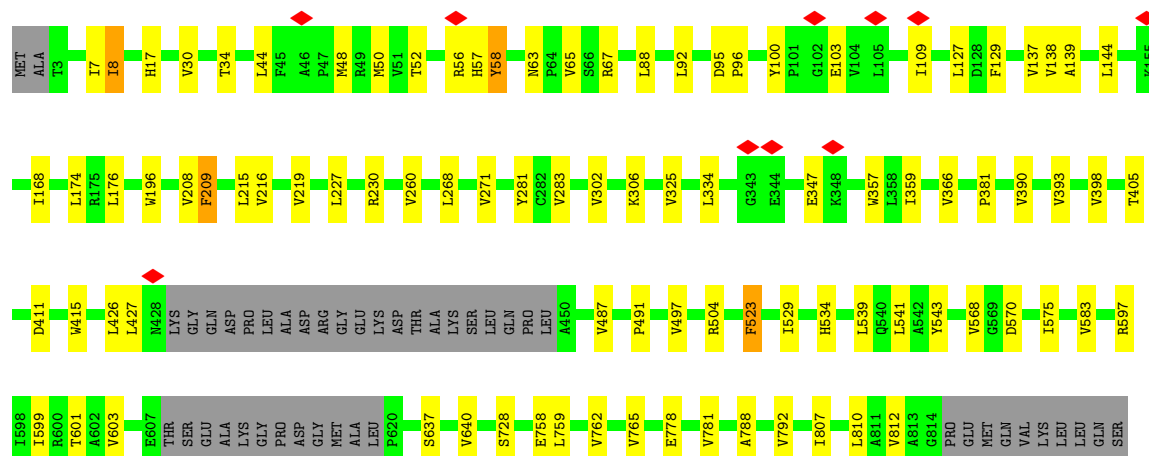 MET ALA T3 I7 I8 H17 V30 T34 L44 F45 A46 P47 M48 R49 M50 V51 T52 R56 H57 Y58 N63 P64 V65 S66 R67 L88 L92 D95 P96 Y100 P101 G102 E103 V104 L105 I109 L127 D128 F129 V137 V138 A139 L144 K155
I168 L174 R175 L176 W196 V208 F209 L215 V216 V219 L227 R230 V260 L268 V271 Y281 C282 V283 V302 K306 V325 L334 G343 E344 E347 K348 W357 L358 I359 V366 P381 V390 V393 V398 T405
D411 W415 L426 L427 N428 LYS GLY GLN ASP PRO LEU ALA ASP ARG GLY GLU LYS ASP THR ALA LYS SER LEU GLN PRO LEU A450 V487 P491 V497 R504 F523 I529 H534 L539 Q540 L541 A542 Y543 V568 G569 D570 I575 V583 R597
I598 I599 R600 T601 A602 V603 E607 THR SER GLU ALA LYS GLY PRO ASP GLY MET ALA LEU P620 S637 V640 S728 E758 L759 V762 V765 E778 V781 A788 V792 I807 L810 A811 V812 A813 G814 PRO GLU MET GLN VAL LYS LEU LEU GLN SER